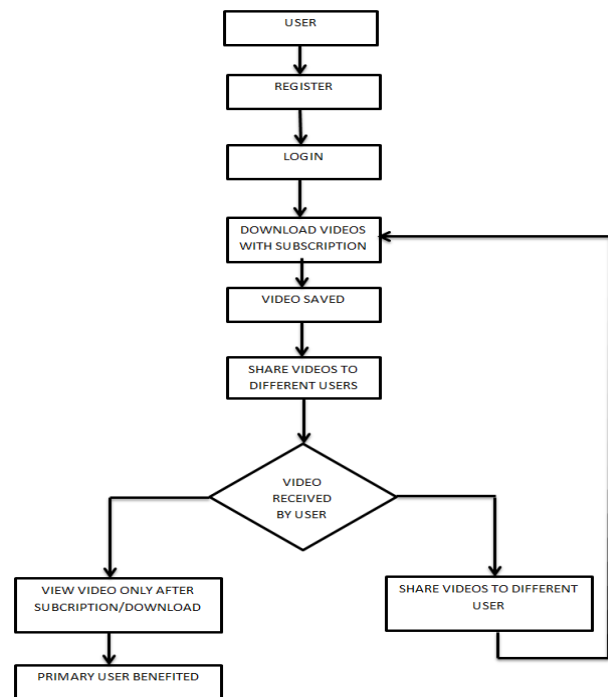 USER
REGISTER
LOGIN
DOWNLOAD VIDEOS
WITH SUBSCRIPTION
VIDEO SAVED
SHARE VIDEOS TO
DIFFERENT USERS
VIDEO
RECEIVED
BY USER
VIEW VIDEO ONLY AFTER
SUBCRIPTION/DOWNLOAD
SHARE VIDEOS TO DIFFERENT
USER
PRIMARY USER BENEFITED